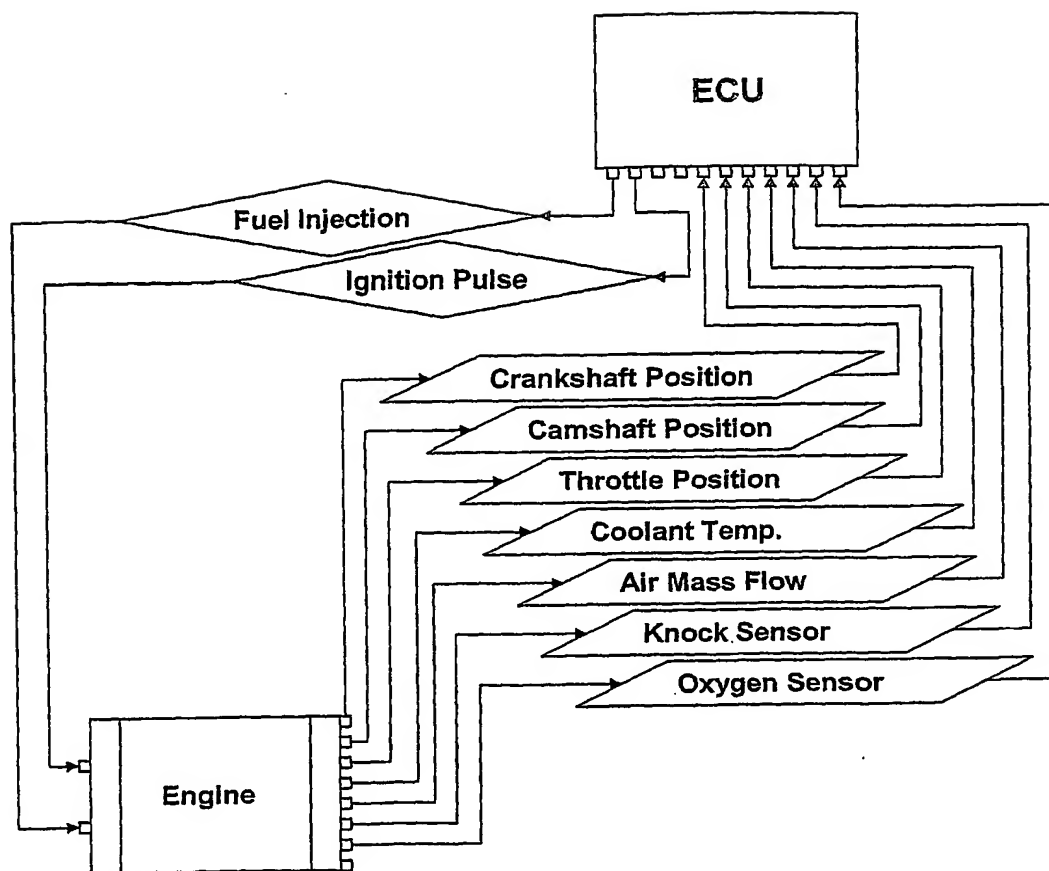 ECU
Fuel Injection
Ignition Pulse
Crankshaft Position
Camshaft Position
Throttle Position
Coolant Temp.
Air Mass Flow
Knock Sensor
Oxygen Sensor
Engine